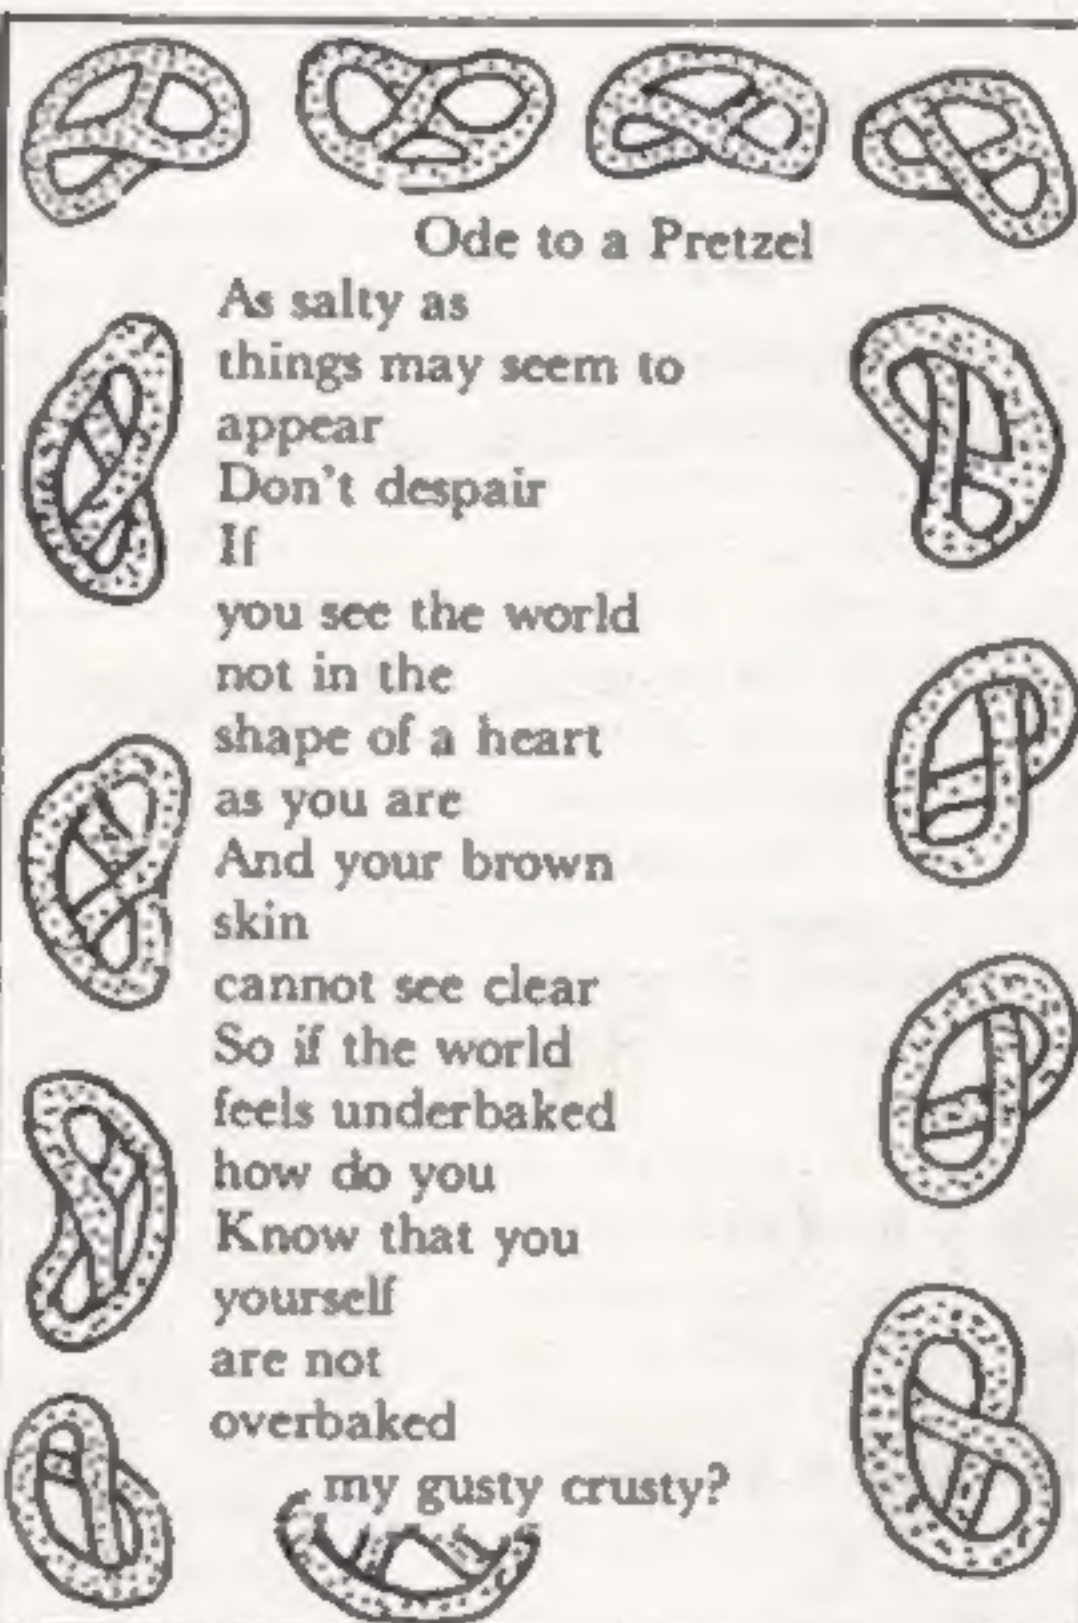 Ode to a Pretzel
As salty as
things may seem to
appear
Don't despair
If
you see the world
not in the
shape of a heart
as you are
And your brown
skin
cannot see clear
So if the world
feels underbaked
how do you
Know that you
yourself
are not
overbaked
my gusty crusty?